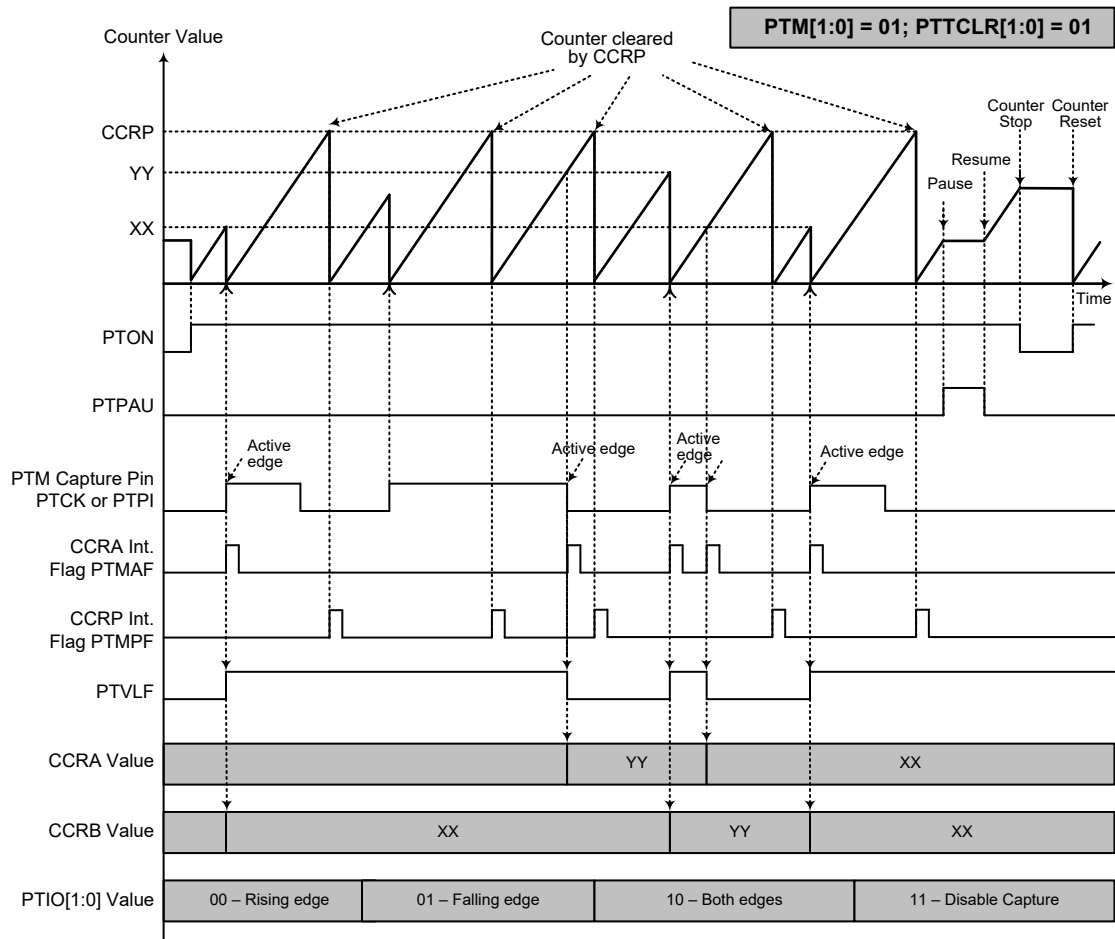 PTM[1:0] = 01; PTTCLR[1:0] = 01
Counter Value
Counter cleared
by CCRP
Counter
Stop
Counter
Reset
CCRP
YY
Resume
Pause
XX
Time
PTON
PTPAU
Active
edge
Active edge
Active
edge
Active edge
PTM Capture Pin
PTCK or PTPI
CCRA Int.
Flag PTMAF
CCRP Int.
Flag PTMPF
PTVLF
CCRA Value
YY
XX
CCRB Value
XX
YY
XX
PTIO[1:0] Value
00 – Rising edge
01 – Falling edge
10 – Both edges
11 – Disable Capture